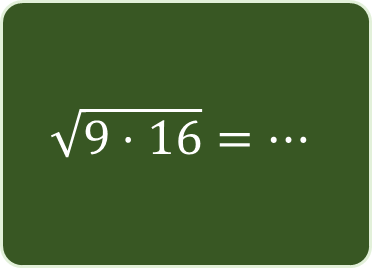 √9 · 16 = ⋯